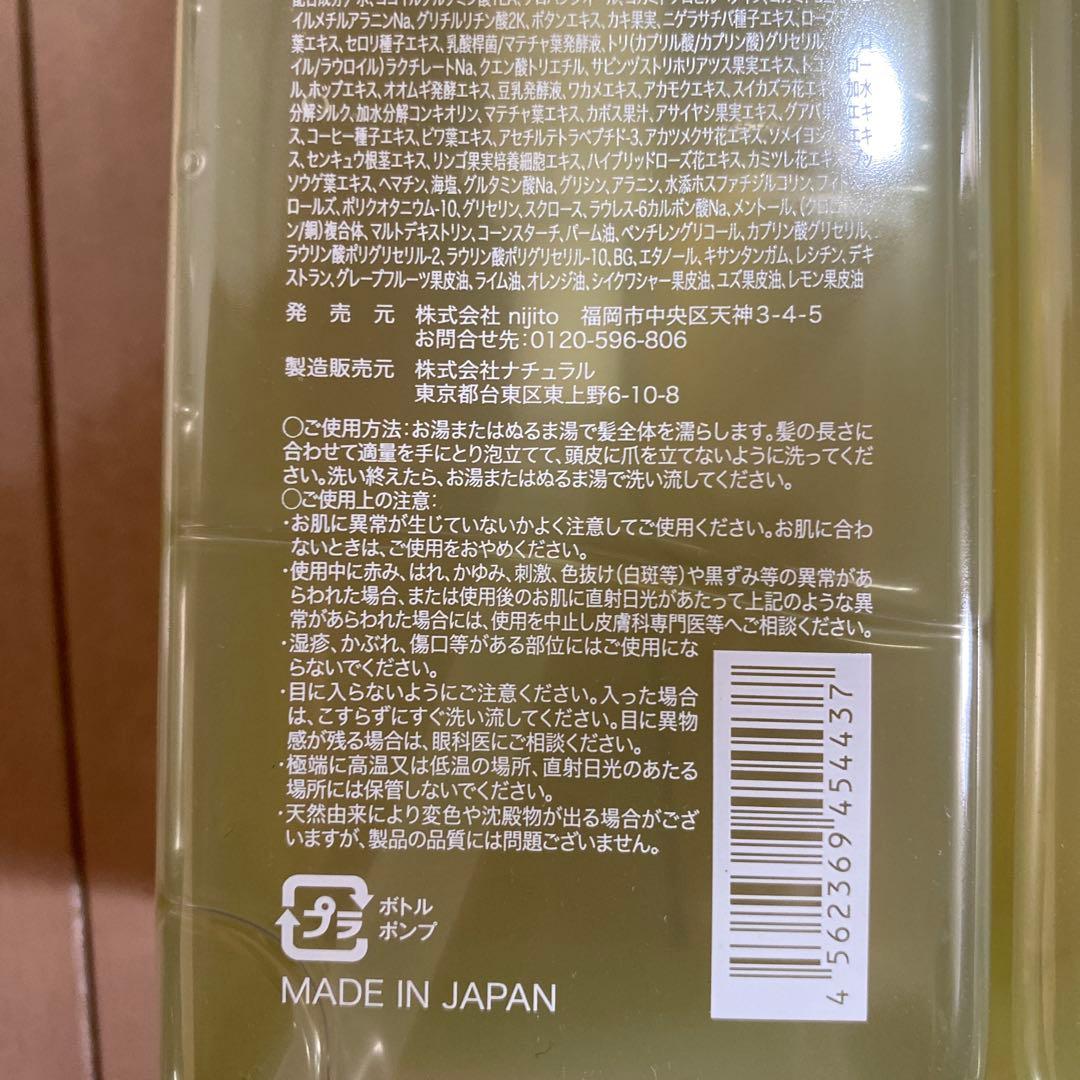 イルメチルアラニンNa、グリチルリチン酸2K、ボタンエキス、カキ果実、ニゲラサチバ種子エキス、ロース
葉エキス、セロリ種子エキス、乳酸桿菌/マテチャ葉発酵液、トリ(カプリル酸/カプリン酸)グリセリル
イル/ラウロイル)ラクチレートNa、クエン酸トリエチル、サピンヅストリホリアツス果実エキス、トコフ
ル、ホップエキス、オオムギ発酵エキス、豆乳発酵液、ワカメエキス、アカモクエキス、スイカズラ花エキ 加水
分解シルク、加水分解コンキオリン、マテチャ葉エキス、カボス果汁、アサイヤシ果実エキス、グアバ エキ
ス、コーヒー種子エキス、ビワ葉エキス、アセチルテトラペプチド-3、アカツメクサ花エキス、ソメイヨシ エキ
ス、センキュウ根茎エキス、リンゴ果実培養細胞エキス、ハイブリッドローズ花エキス、カミツレ花エキ ブッ
ソウゲ葉エキス、ヘマチン、海塩、グルタミン酸Na、グリシン、アラニン、水添ホスファチジルコリン、フィト
ロールズ、ポリクオタニウム-10、グリセリン、スクロース、ラウレス-6カルボン酸Na、メントール、(クロロ
ン/銅)複合体、マルトデキストリン、コーンスターチ、パーム油、ペンチレングリコール、カプリン酸グリセリル、
ラウリン酸ポリグリセリル-2、ラウリン酸ポリグリセリル-10、BG、エタノール、キサンタンガム、レシチン、デキ
ストラン、グレープフルーツ果皮油、ライム油、オレンジ油、シイクワシャー果皮油、ユズ果皮油、レモン果皮油
発 売 元 株式会社 nijito 福岡市中央区天神3-4-5
お問合せ先:0120-596-806
製造販売元 株式会社ナチュラル
東京都台東区東上野6-10-8
○ご使用方法:お湯またはぬるま湯で髪全体を濡らします。髪の長さに
合わせて適量を手にとり泡立てて、頭皮に爪を立てないように洗ってくだ
さい。洗い終えたら、お湯またはぬるま湯で洗い流してください。
○ご使用上の注意:
・お肌に異常が生じていないかよく注意してご使用ください。お肌に合わ
ないときは、ご使用をおやめください。
・使用中に赤み、はれ、かゆみ、刺激、色抜け(白斑等)や黒ずみ等の異常があ
らわれた場合、または使用後のお肌に直射日光があたって上記のような異
常があらわれた場合には、使用を中止し皮膚科専門医等へご相談ください。
・湿疹、かぶれ、傷口等がある部位にはご使用にな
らないでください。
・目に入らないようにご注意ください。入った場合
は、こすらずにすぐ洗い流してください。目に異物
感が残る場合は、眼科医にご相談ください。
・極端に高温又は低温の場所、直射日光のあたる
場所には保管しないでください。
・天然由来により変色や沈殿物が出る場合がござ
いますが、製品の品質には問題ございません。
プラ ボトル
ポンプ
MADE IN JAPAN
4 562369 454437